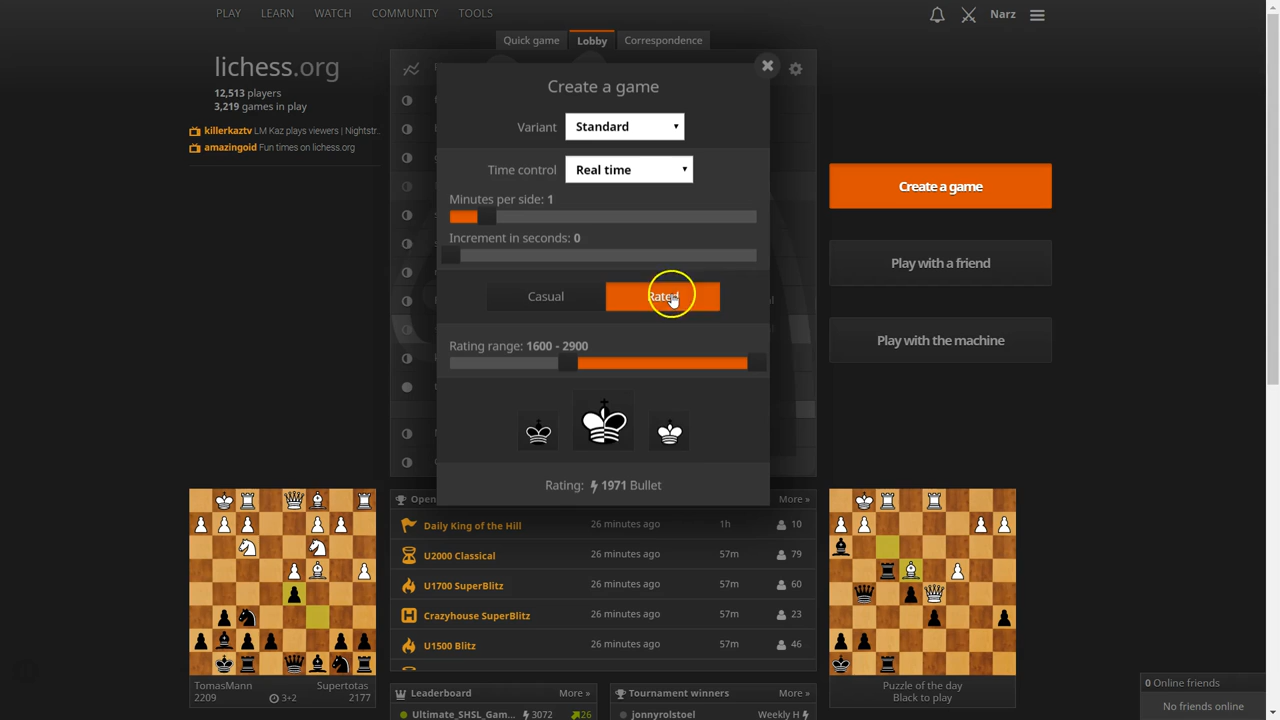 PLAY LEARN WATCH COMMUNITY TOOLS
Narz
Quick game Lobby Correspondence
lichess.org
12,513 players
3,219 games in play
killerkaztv LM Kaz plays viewers | Nightstr.
amazingoid Fun times on lichess.org
Create a game
Variant Standard
Time control Real time
Minutes per side: 1
Increment in seconds: 0
Casual Rated
Rating range: 1600 - 2900
Rating: 1971 Bullet
Create a game
Play with a friend
Play with the machine
TomasMann Supertotas
2209 3+2 2177
Open More »
Daily King of the Hill 26 minutes ago 1h 10
U2000 Classical 26 minutes ago 57m 79
U1700 SuperBlitz 26 minutes ago 57m 60
Crazyhouse SuperBlitz 26 minutes ago 57m 23
U1500 Blitz 26 minutes ago 57m 46
Leaderboard More »
Ultimate_SHSL_Gam... 3072 26
Tournament winners More »
jonnyrolstoel Weekly H
Puzzle of the day
Black to play
0 Online friends
No friends online